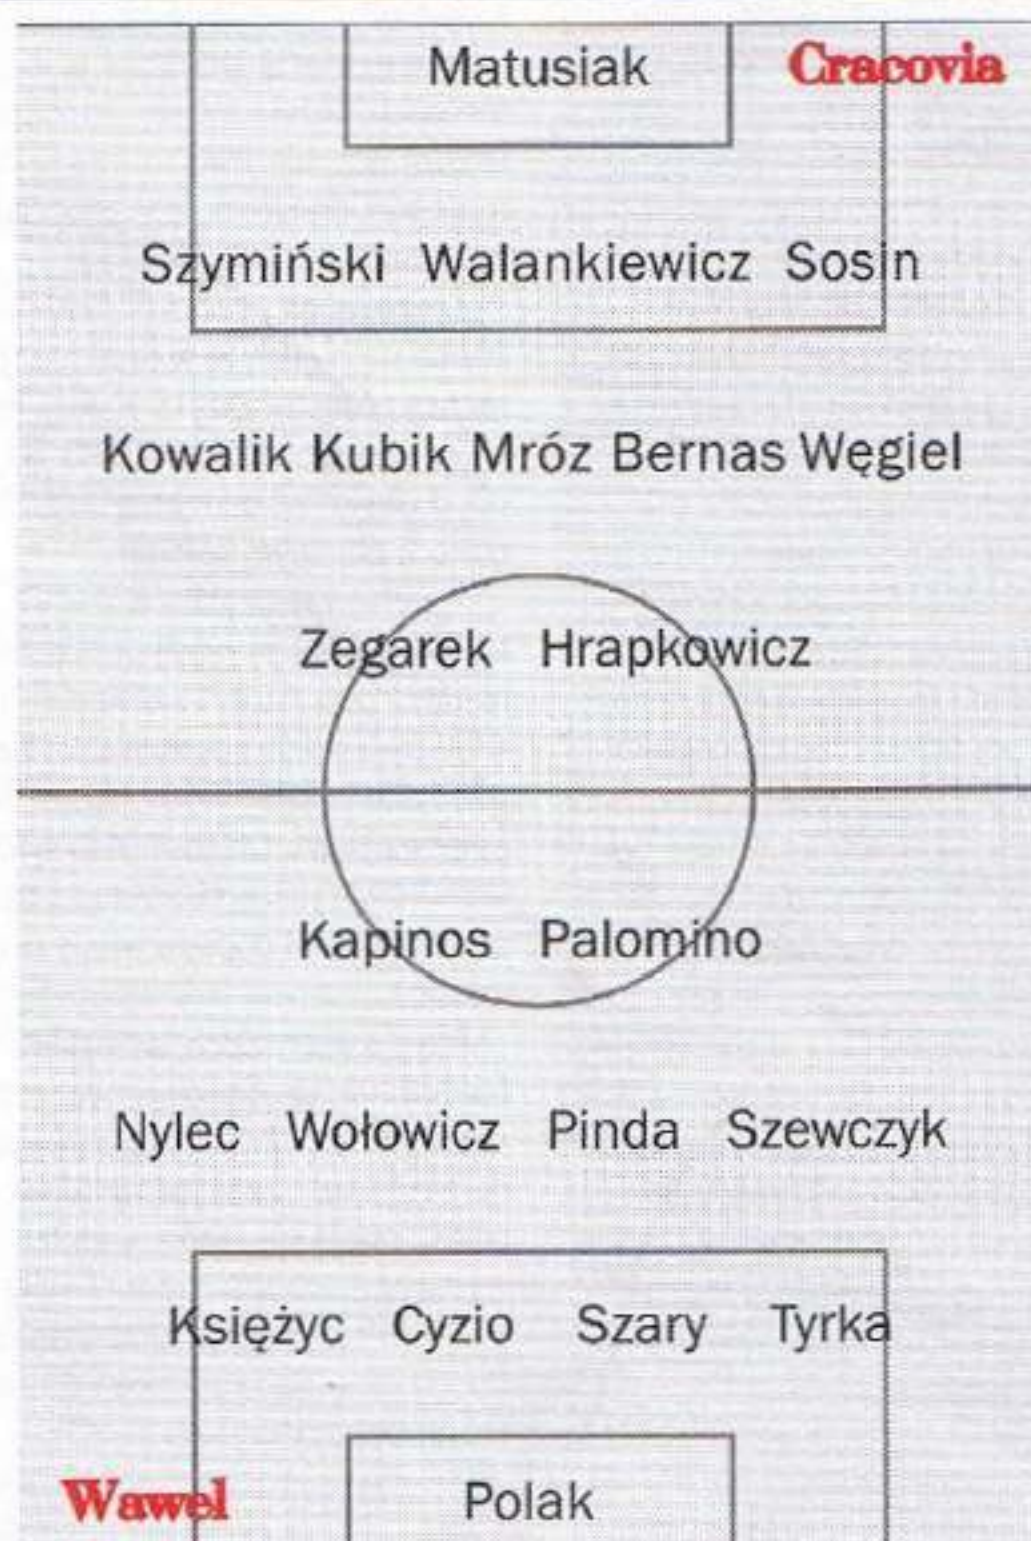 Matusiak Cracovia
Szymiński Walankiewicz Sosin
Kowalik Kubik Mróz Bernas Węgiel
Zegarek Hrapkowicz
Kapinos Palomino
Nylec Wołowicz Pinda Szewczyk
Księżyc Cyzio Szary Tyrka
Wawel Polak